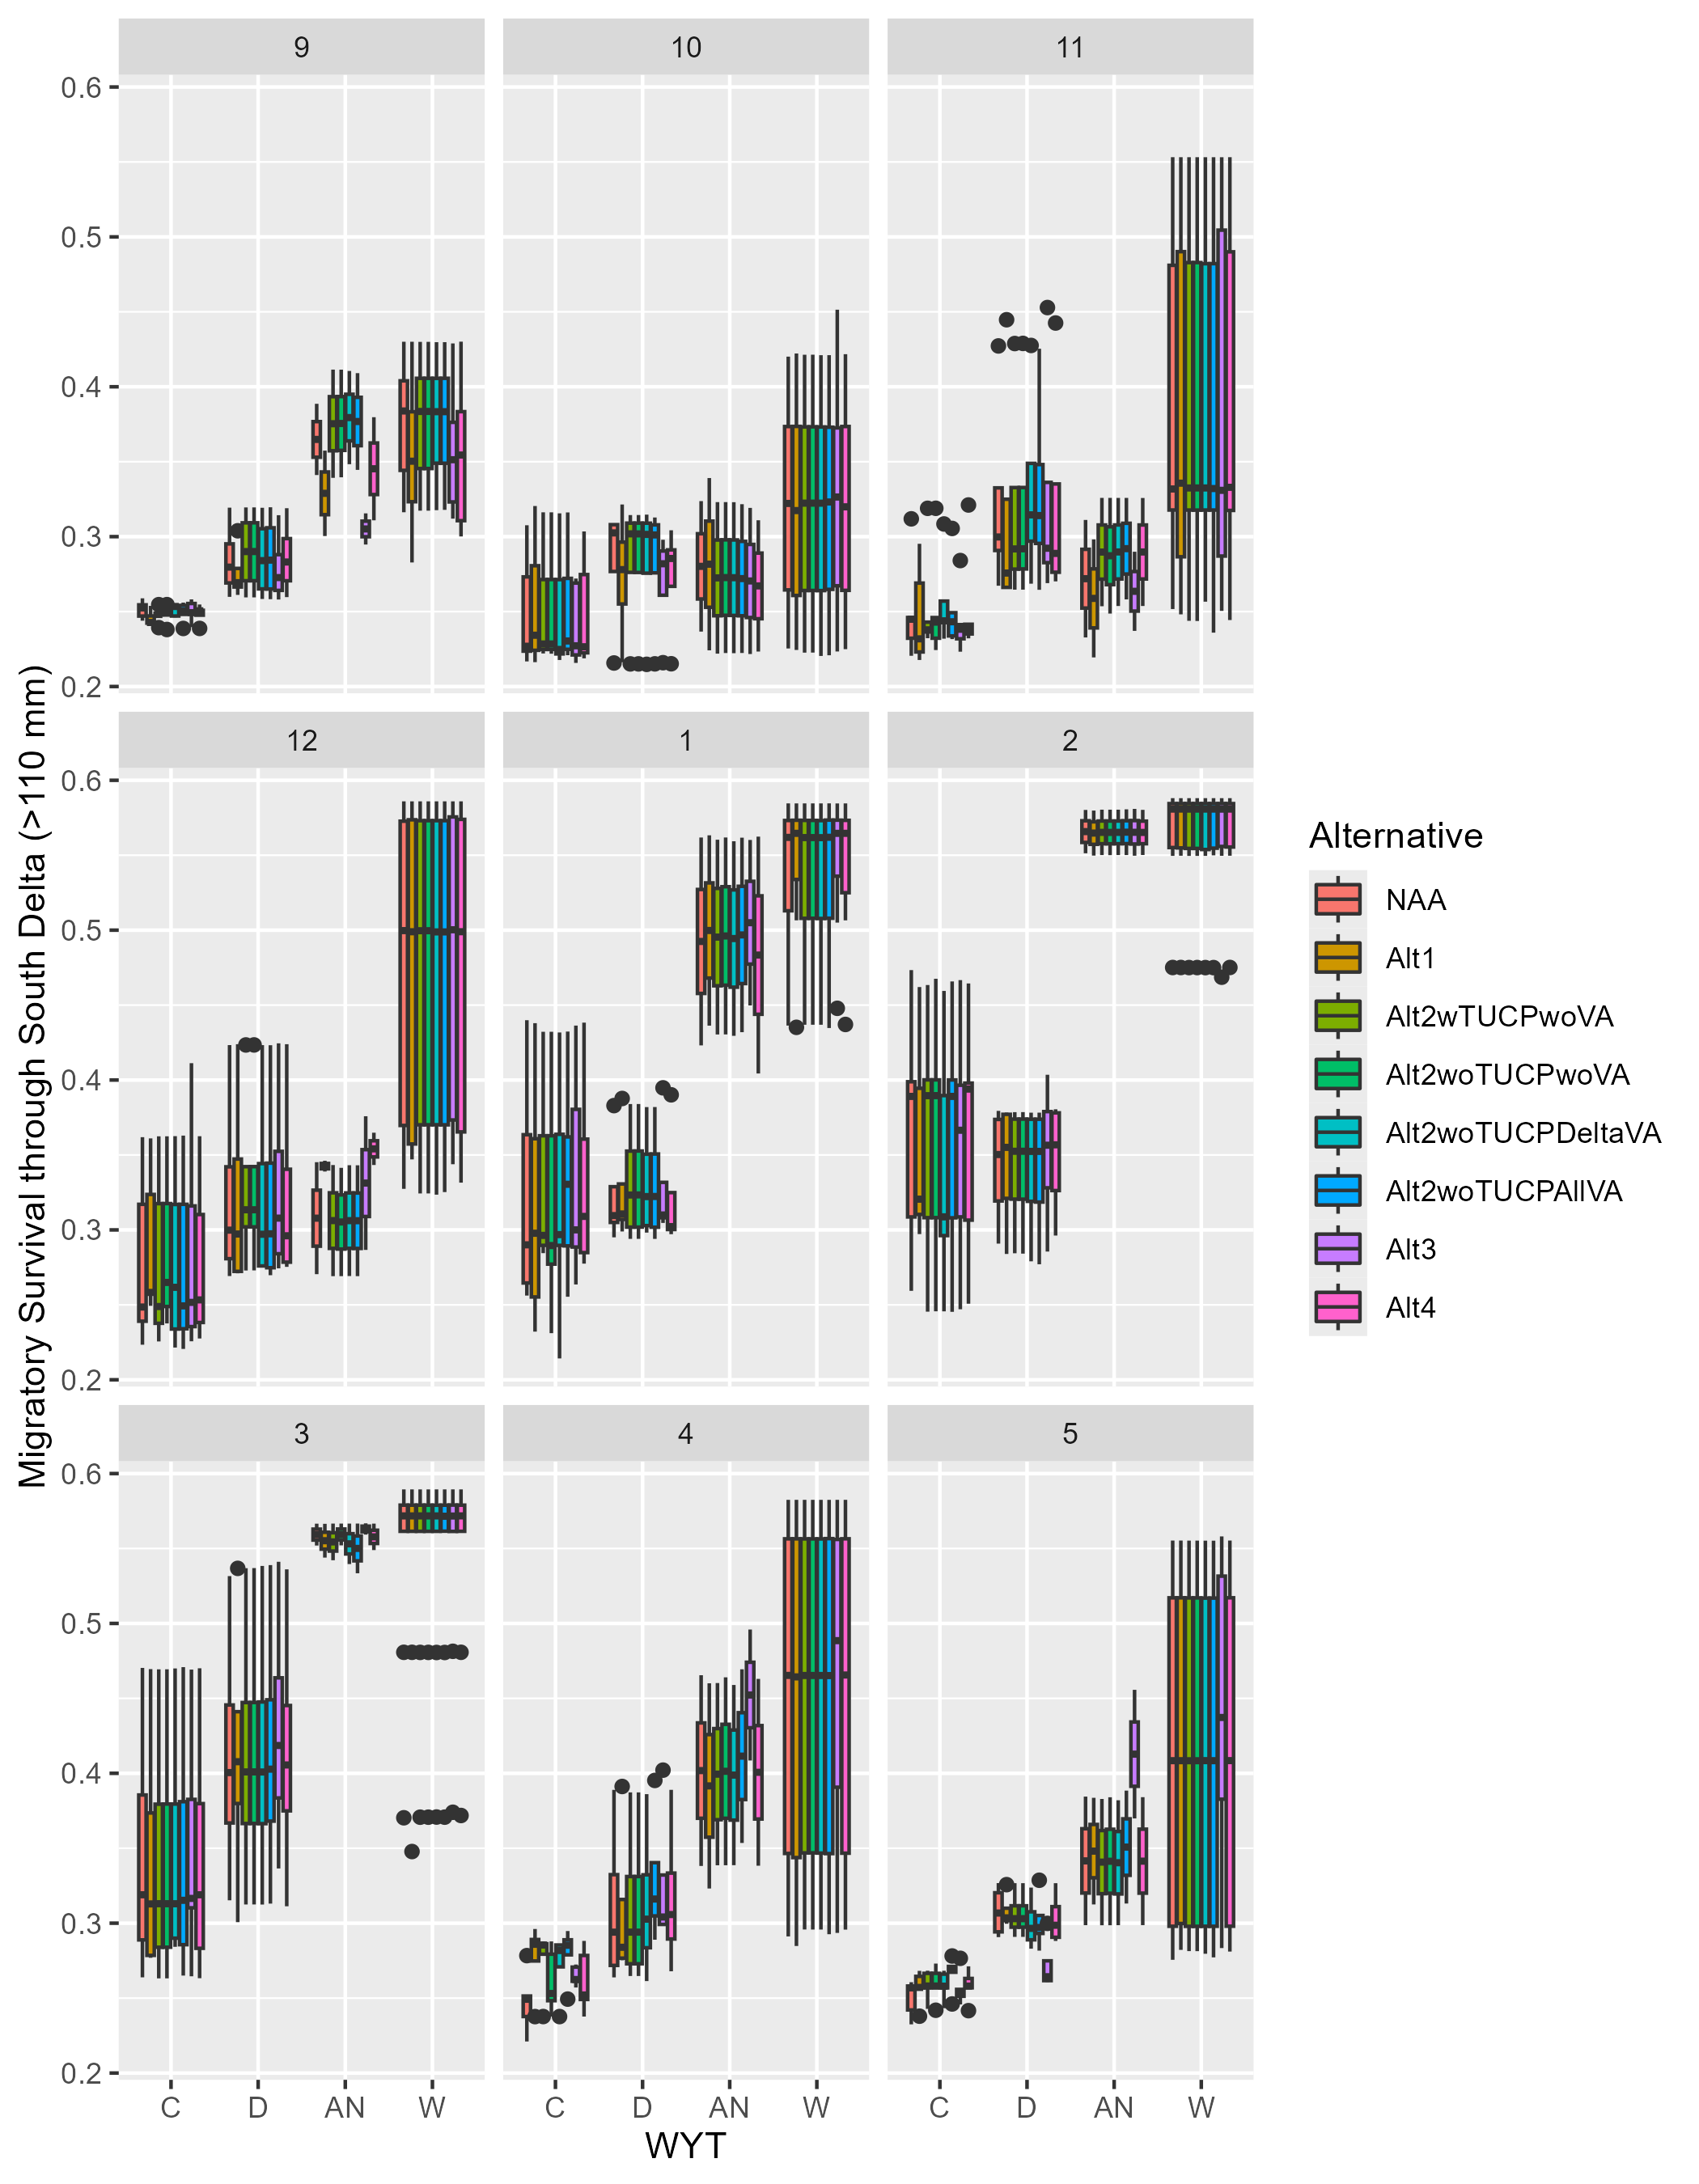 9
10
11
0.6
0.5
0.4
0.3
0.2
12
1
2
0.6
0.5
0.4
0.3
0.2
3
4
5
0.6
0.5
0.4
0.3
0.2
C D AN W
C D AN W
C D AN W
WYT
Migratory Survival through South Delta (>110 mm)
Alternative
NAA
Alt1
Alt2wTUCPwoVA
Alt2woTUCPwoVA
Alt2woTUCPDeltaVA
Alt2woTUCPAllVA
Alt3
Alt4